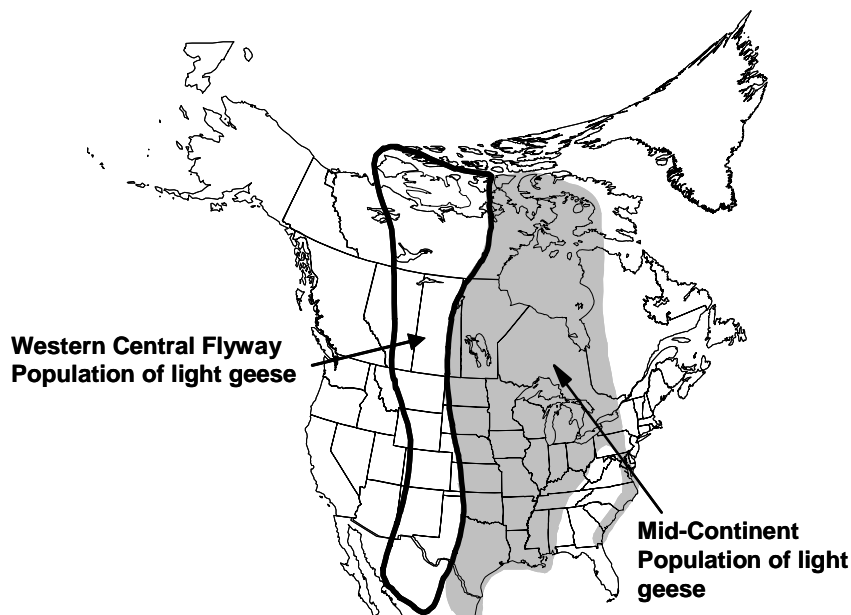 Western Central Flyway
Population of light geese
Mid-Continent
Population of light
geese